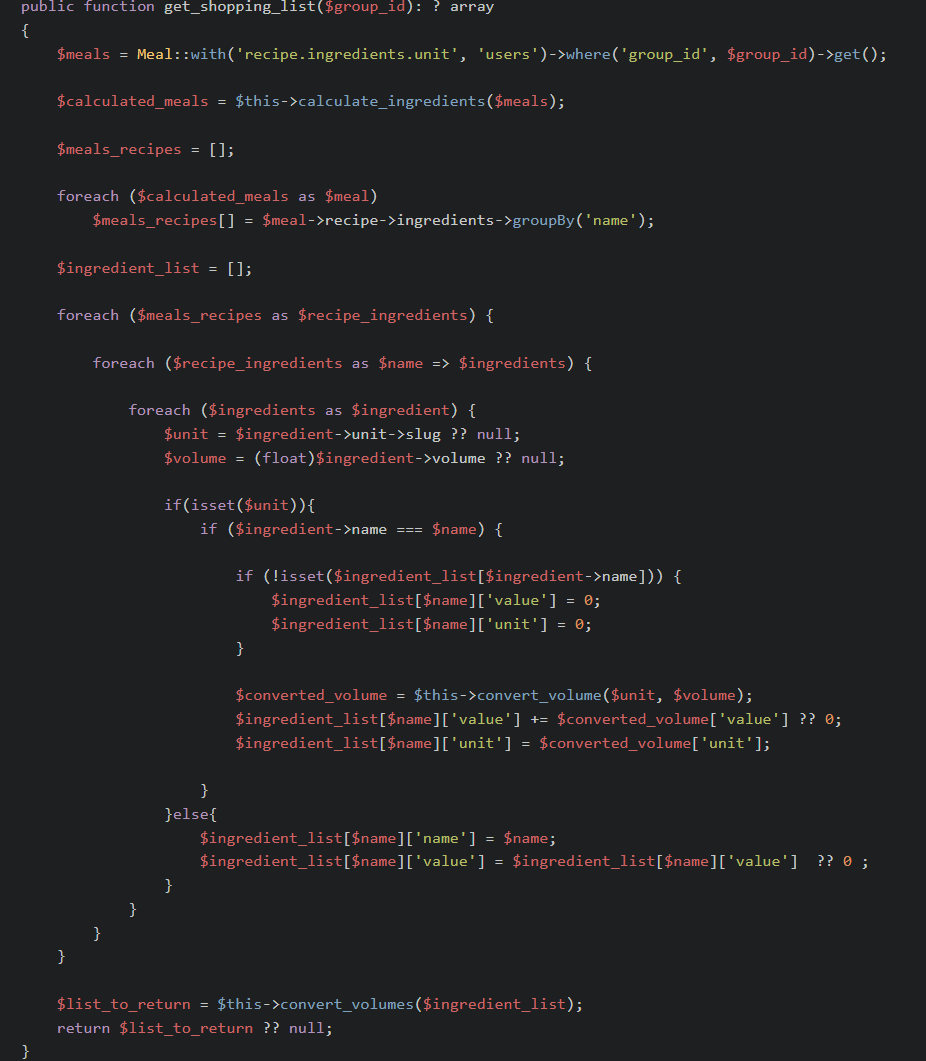 public function get_shopping_list($group_id): ? array
{
    $meals = Meal::with('recipe.ingredients.unit', 'users')->where('group_id', $group_id)->get();

    $calculated_meals = $this->calculate_ingredients($meals);

    $meals_recipes = [];

    foreach ($calculated_meals as $meal)
        $meals_recipes[] = $meal->recipe->ingredients->groupBy('name');

    $ingredient_list = [];

    foreach ($meals_recipes as $recipe_ingredients) {

        foreach ($recipe_ingredients as $name => $ingredients) {

            foreach ($ingredients as $ingredient) {
                $unit = $ingredient->unit->slug ?? null;
                $volume = (float)$ingredient->volume ?? null;

                if(isset($unit)){
                    if ($ingredient->name === $name) {

                        if (!isset($ingredient_list[$ingredient->name])) {
                            $ingredient_list[$name]['value'] = 0;
                            $ingredient_list[$name]['unit'] = 0;
                        }

                        $converted_volume = $this->convert_volume($unit, $volume);
                        $ingredient_list[$name]['value'] += $converted_volume['value'] ?? 0;
                        $ingredient_list[$name]['unit'] = $converted_volume['unit'];

                    }
                }else{
                    $ingredient_list[$name]['name'] = $name;
                    $ingredient_list[$name]['value'] = $ingredient_list[$name]['value']  ?? 0 ;
                }
            }
        }
    }

    $list_to_return = $this->convert_volumes($ingredient_list);
    return $list_to_return ?? null;
}